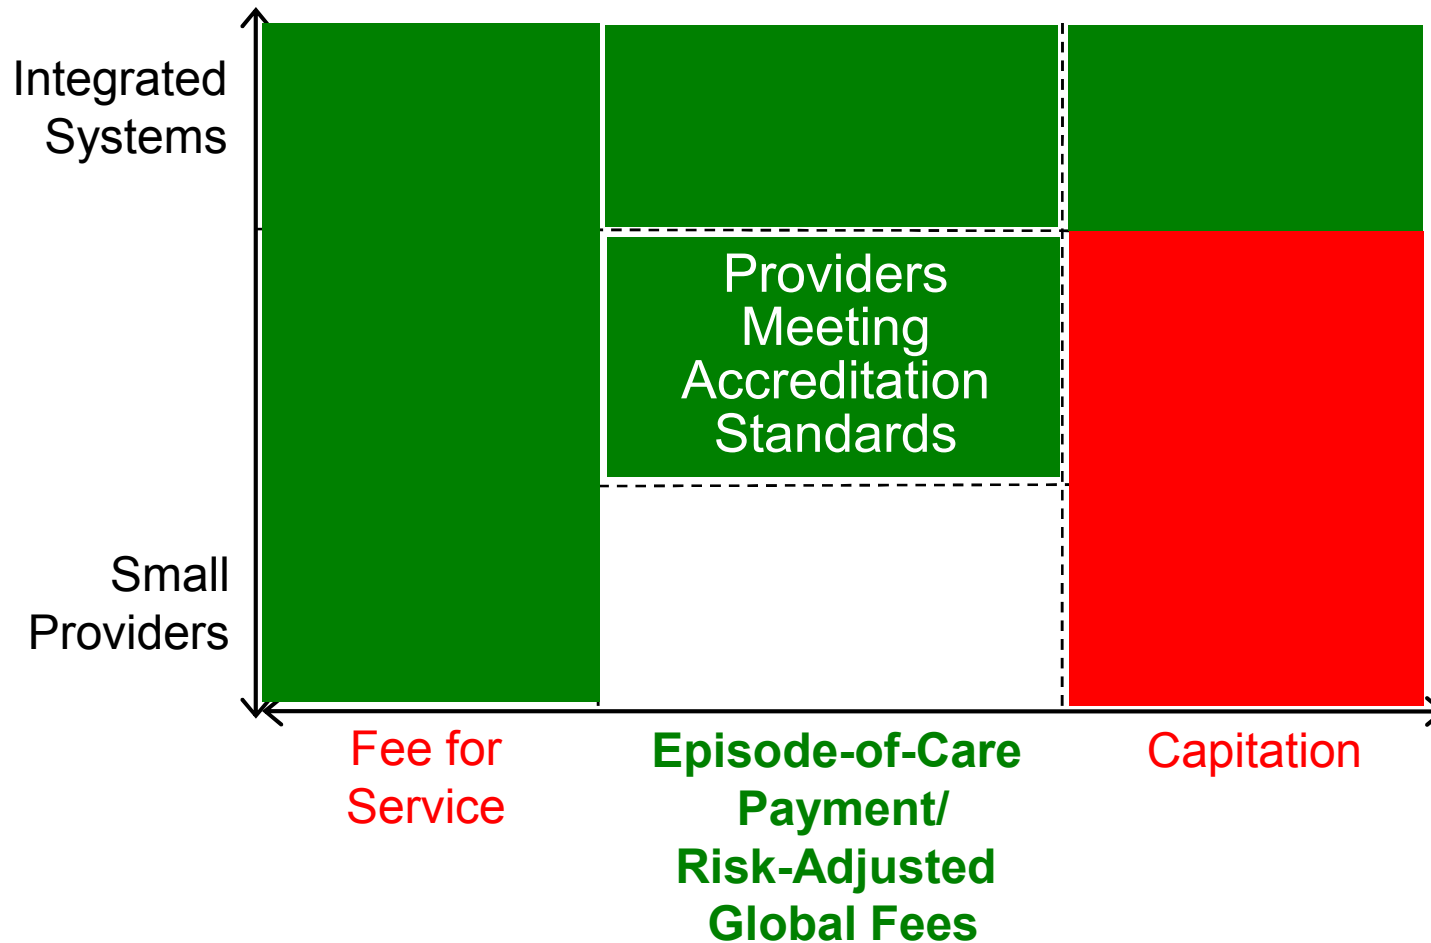 Integrated
Systems
Providers
Meeting
Accreditation
Standards
Small
Providers
Fee for
Service
Episode-of-Care
Payment/
Risk-Adjusted
Global Fees
Capitation